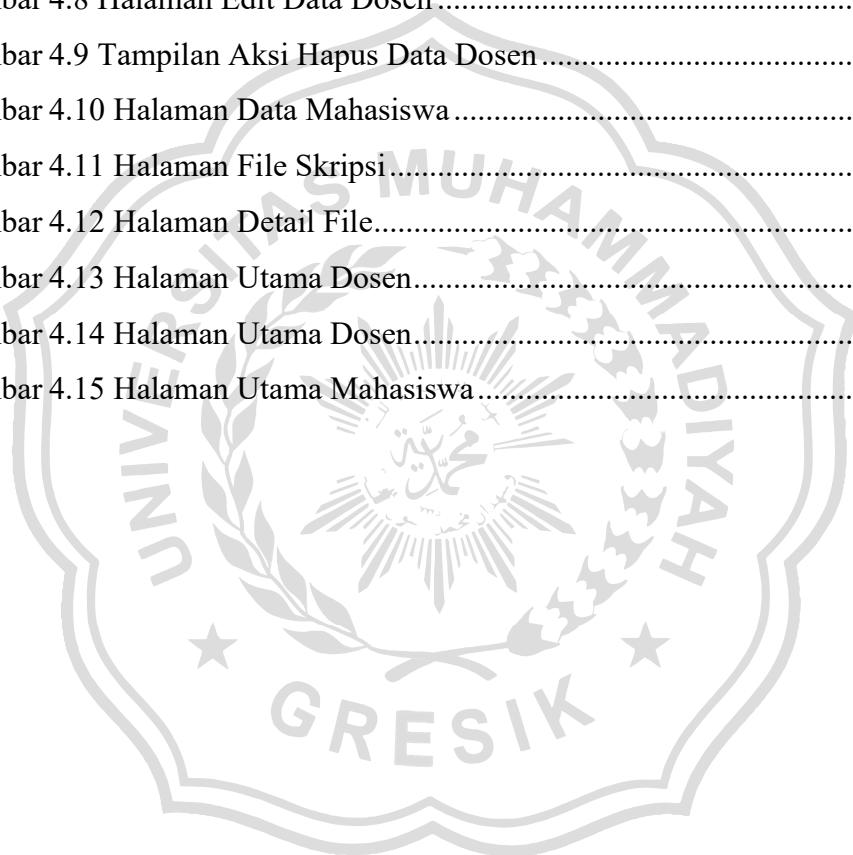 bar 4.8 Halaman Edit Data Dosen....................................................
bar 4.9 Tampilan Aksi Hapus Data Dosen.......................................
bar 4.10 Halaman Data Mahasiswa..................................................
bar 4.11 Halaman File Skripsi..........................................................
bar 4.12 Halaman Detail File............................................................
bar 4.13 Halaman Utama Dosen.......................................................
bar 4.14 Halaman Utama Dosen.......................................................
bar 4.15 Halaman Utama Mahasiswa...............................................
UNIVERSITAS MUHAMMADIYAH
GRESIK